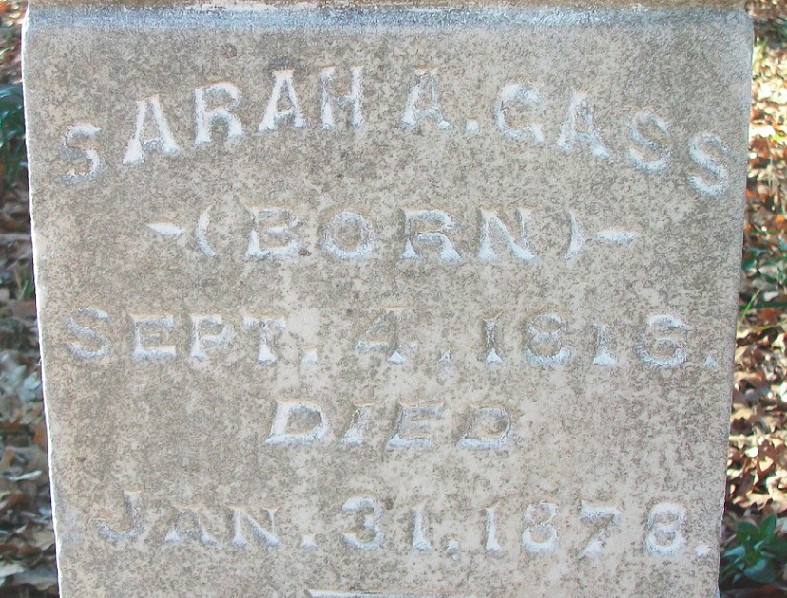 SARAH A. CASS
(BORN)
SEPT. 4, 1818.
DIED
JAN. 31, 1878.